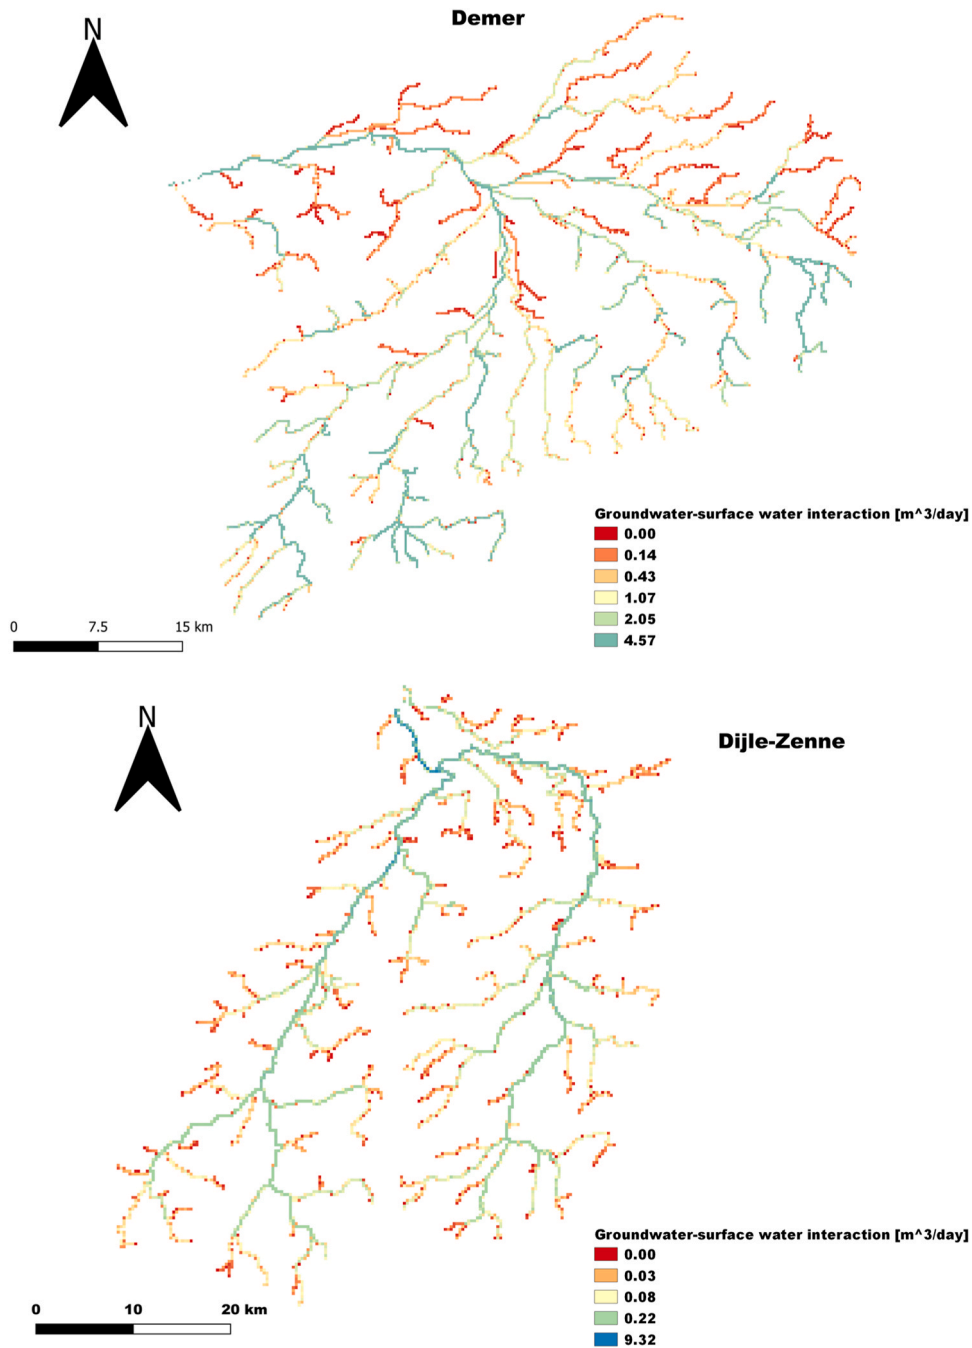 Demer
N
Groundwater-surface water interaction [m^3/day]
0.00
0.14
0.43
1.07
2.05
4.57
0 7.5 15 km
N
Dijle-Zenne
Groundwater-surface water interaction [m^3/day]
0.00
0.03
0.08
0.22
9.32
0 10 20 km